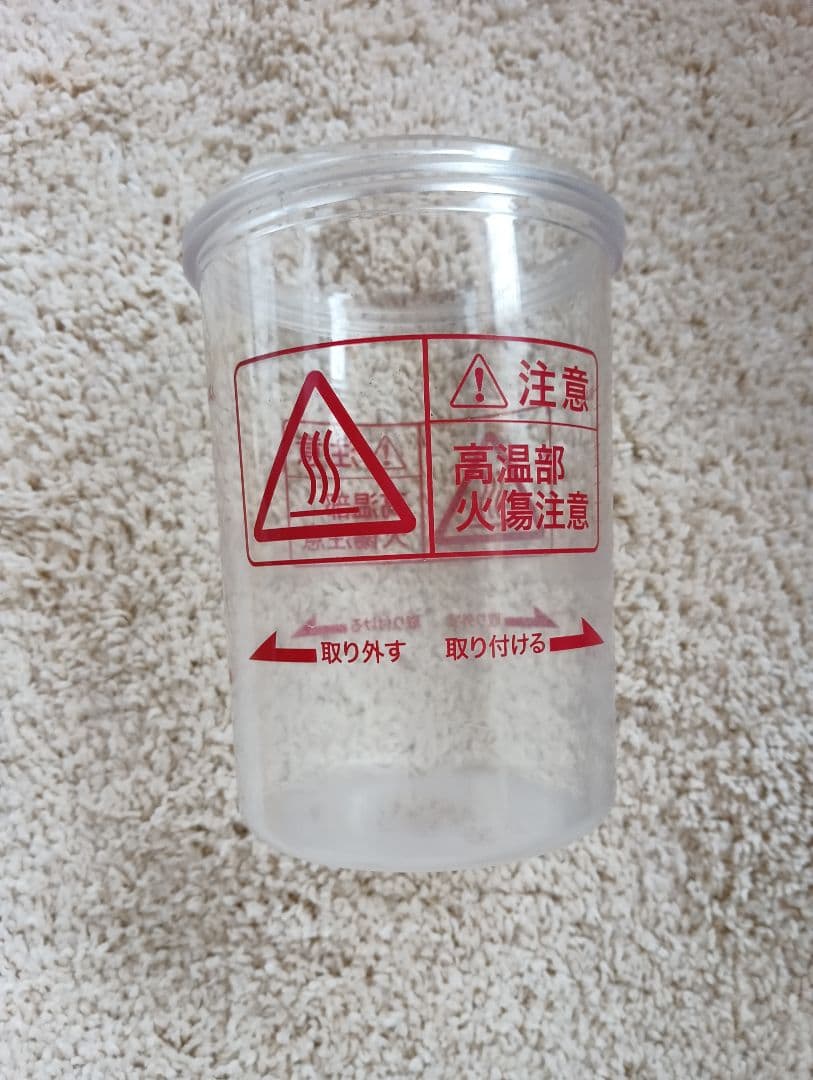 注意
高温部
火傷注意
取り外す
取り付ける